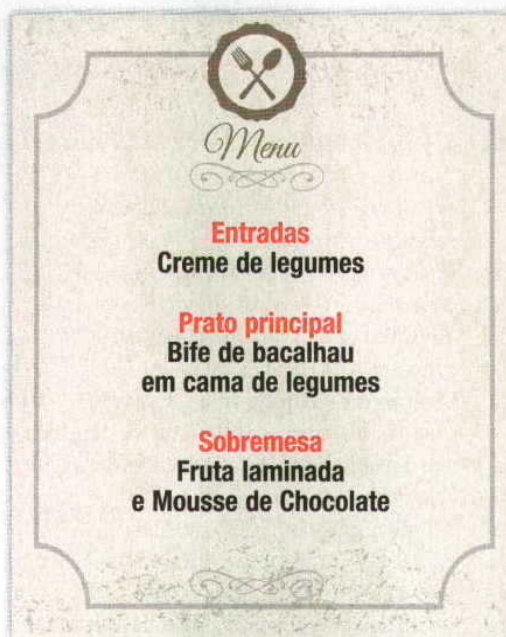 Menu
Entradas
Creme de legumes
Prato principal
Bife de bacalhau
em cama de legumes
Sobremesa
Fruta laminada
e Mousse de Chocolate